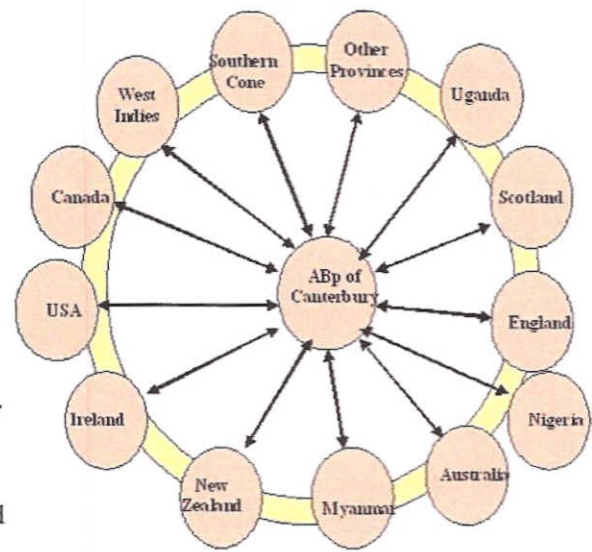 Southern
Cone
Other
Provinces
West
Indies
Uganda
Canada
Scotland
ABp of
Canterbury
USA
England
Ireland
Nigeria
New
Zealand
Myanmar
Australia